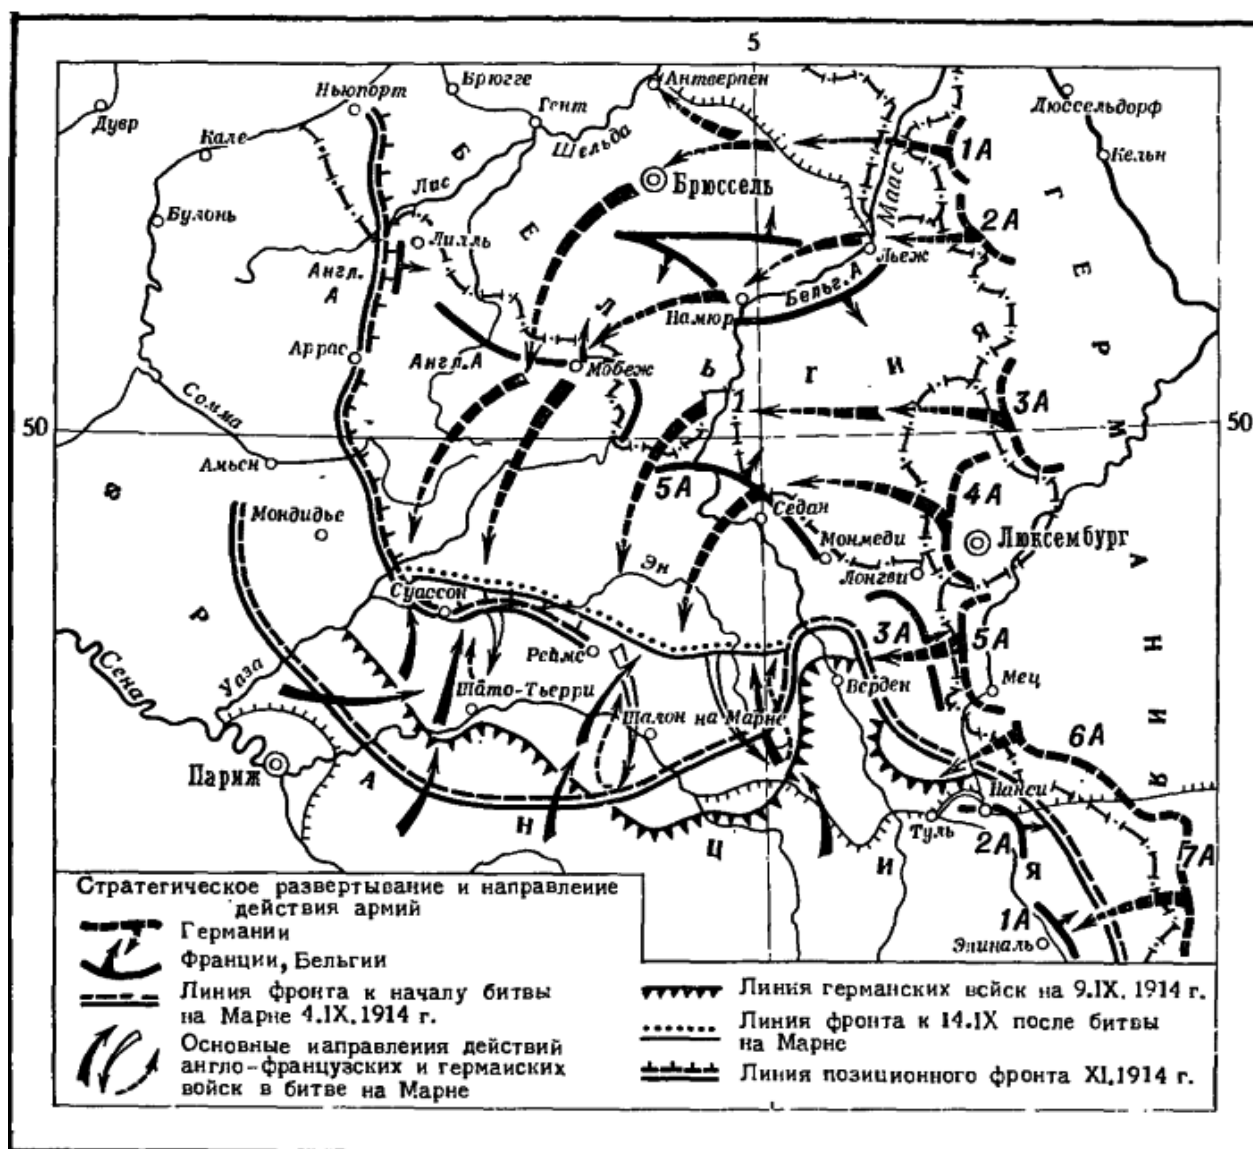 5
Дувр
Ньюпорт
Брюгге
Антверпен
Дюссельдорф
Кале
Гент
Шельда
Кельн
1А
Булонь
Лис
Брюссель
Маас
2А
Лилль
Льеж
Англ.
А
Бельг. А
Намюр
Аррас
Англ. А
Мобеж
БЕЛЬГИЯ
ГЕРМАНИЯ
3А
50
50
Сомма
Амьен
5А
4А
Седан
Мондидье
Монмеди
Люксембург
Лонгви
Эн
Суассон
3А
5А
Реймс
Уаза
Сена
Шато-Тьерри
Верден
Мец
Шалон на Марне
6А
Париж
Нанси
Туль
2А
7А
ФРАНЦИЯ
1А
Эпиналь
Стратегическое развертывание и направление
действия армий
Германии
Франции, Бельгии
Линия фронта к началу битвы
на Марне 4.IX.1914 г.
Основные направления действий
англо-французских и германских
войск в битве на Марне
Линия германских войск на 9.IX.1914 г.
Линия фронта к 14.IX после битвы
на Марне
Линия позиционного фронта XI.1914 г.